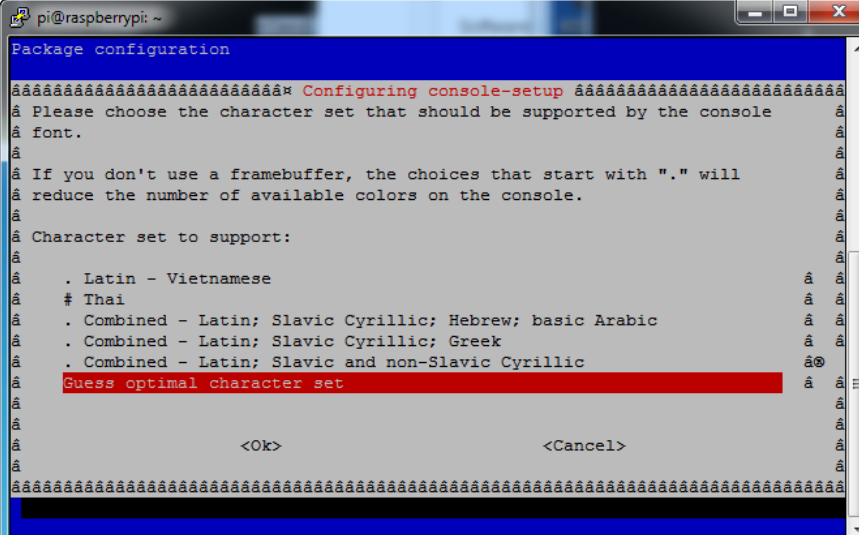 pi@raspberrypi: ~
Package configuration
ââââââââââââââââââââââââââ¤ Configuring console-setup ââââââââââââââââââââââââââ
â Please choose the character set that should be supported by the console â
â font. â
â â
â If you don't use a framebuffer, the choices that start with "." will â
â reduce the number of available colors on the console. â
â â
â Character set to support: â
â â
â . Latin - Vietnamese â â
â # Thai â â
â . Combined - Latin; Slavic Cyrillic; Hebrew; basic Arabic â â
â . Combined - Latin; Slavic Cyrillic; Greek â â
â . Combined - Latin; Slavic and non-Slavic Cyrillic â®
â Guess optimal character set â â
â â
â â
â <Ok> <Cancel> â
â â
ââââââââââââââââââââââââââââââââââââââââââââââââââââââââââââââââââââââââââââââââ